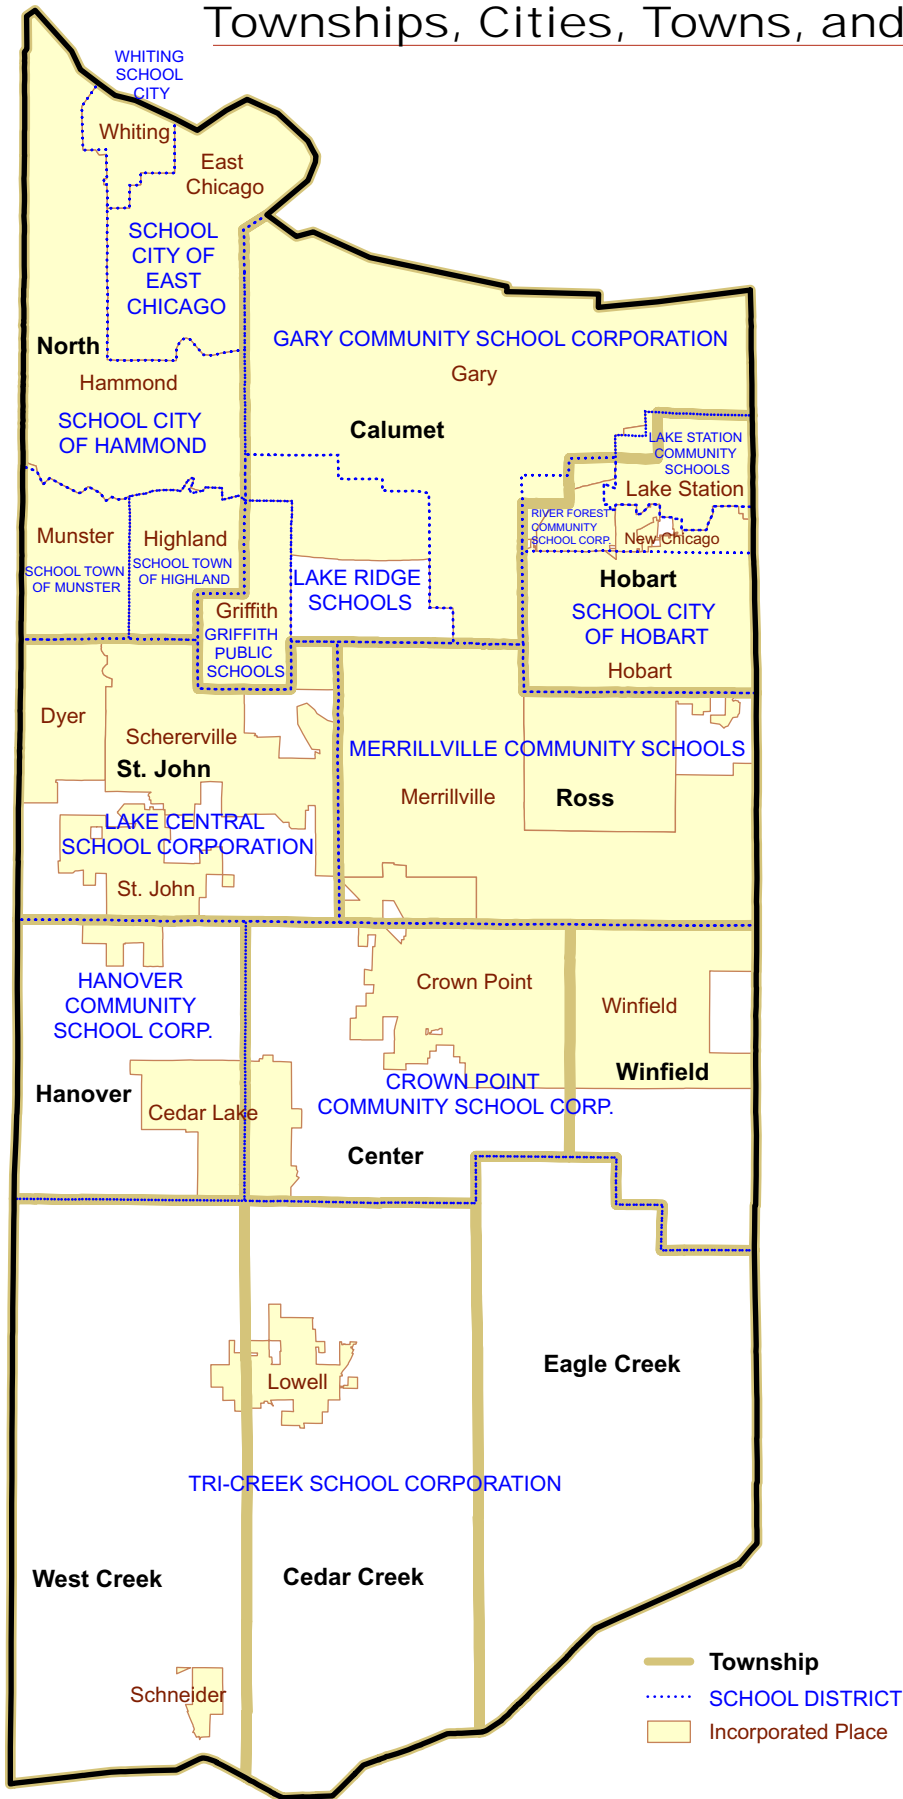 Townships, Cities, Towns, and
WHITING
SCHOOL
CITY
Whiting
East
Chicago
SCHOOL
CITY OF
EAST
CHICAGO
North
Hammond
SCHOOL CITY
OF HAMMOND
GARY COMMUNITY SCHOOL CORPORATION
Gary
Calumet
LAKE STATION
COMMUNITY
SCHOOLS
Lake Station
RIVER FOREST
COMMUNITY
SCHOOL CORP.
New Chicago
Munster
SCHOOL TOWN
OF MUNSTER
Highland
SCHOOL TOWN
OF HIGHLAND
LAKE RIDGE
SCHOOLS
Griffith
GRIFFITH
PUBLIC
SCHOOLS
Hobart
SCHOOL CITY
OF HOBART
Hobart
Dyer
Schererville
St. John
LAKE CENTRAL
SCHOOL CORPORATION
St. John
MERRILLVILLE COMMUNITY SCHOOLS
Merrillville
Ross
HANOVER
COMMUNITY
SCHOOL CORP.
Hanover
Cedar Lake
Crown Point
CROWN POINT
COMMUNITY SCHOOL CORP.
Center
Winfield
Winfield
Eagle Creek
Lowell
TRI-CREEK SCHOOL CORPORATION
West Creek
Cedar Creek
Schneider
Township
SCHOOL DISTRICT
Incorporated Place